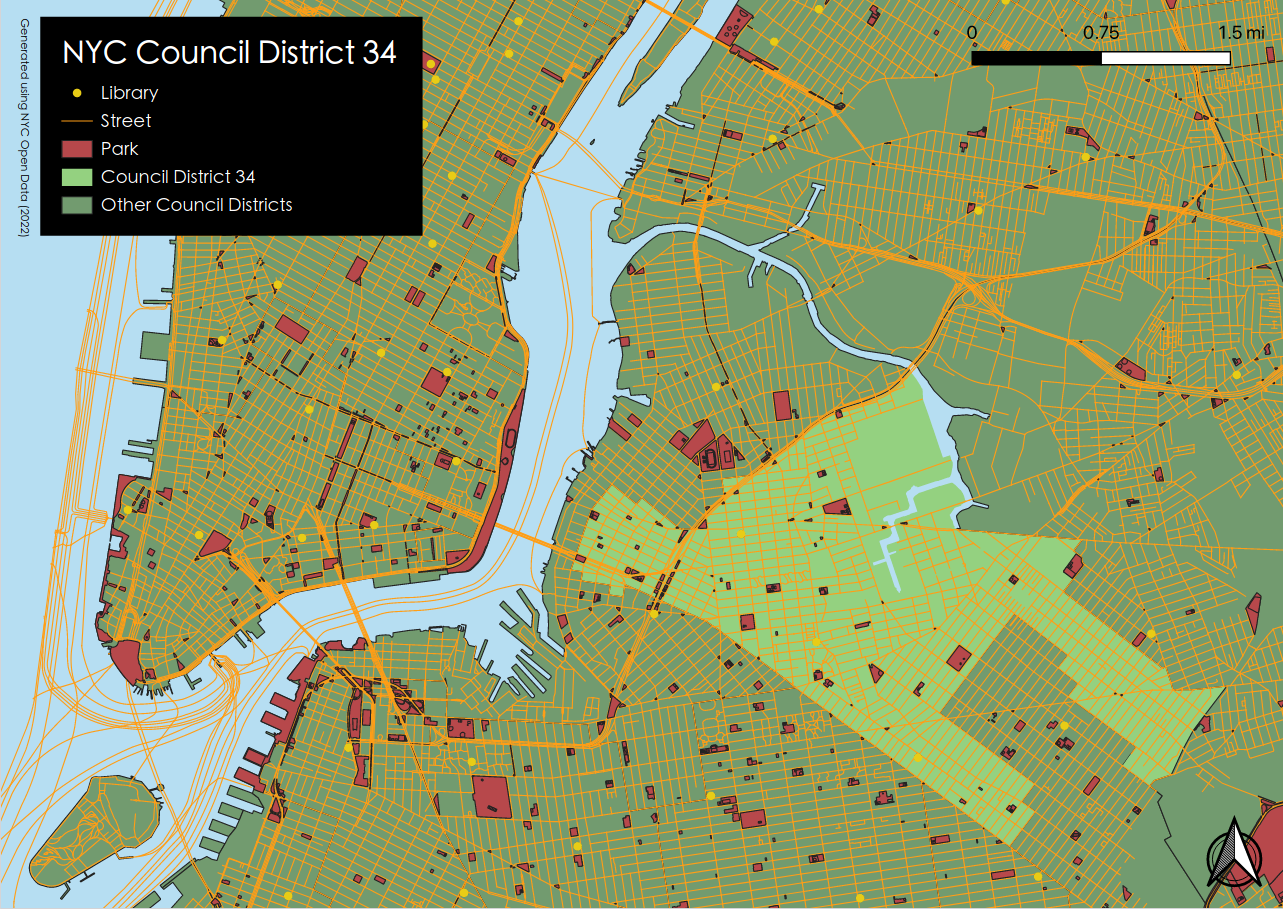 NYC Council District 34
Library
Street
Park
Council District 34
Other Council Districts
Generated using NYC Open Data (2022)
0 0.75 1.5 mi